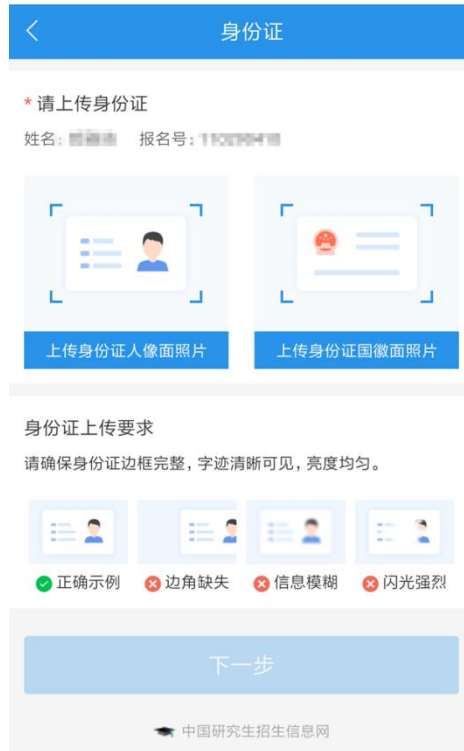 身份证
* 请上传身份证
姓名: 报名号:
上传身份证人像面照片 上传身份证国徽面照片
身份证上传要求
请确保身份证边框完整，字迹清晰可见，亮度均匀。
正确示例 边角缺失 信息模糊 闪光强烈
下一步
中国研究生招生信息网